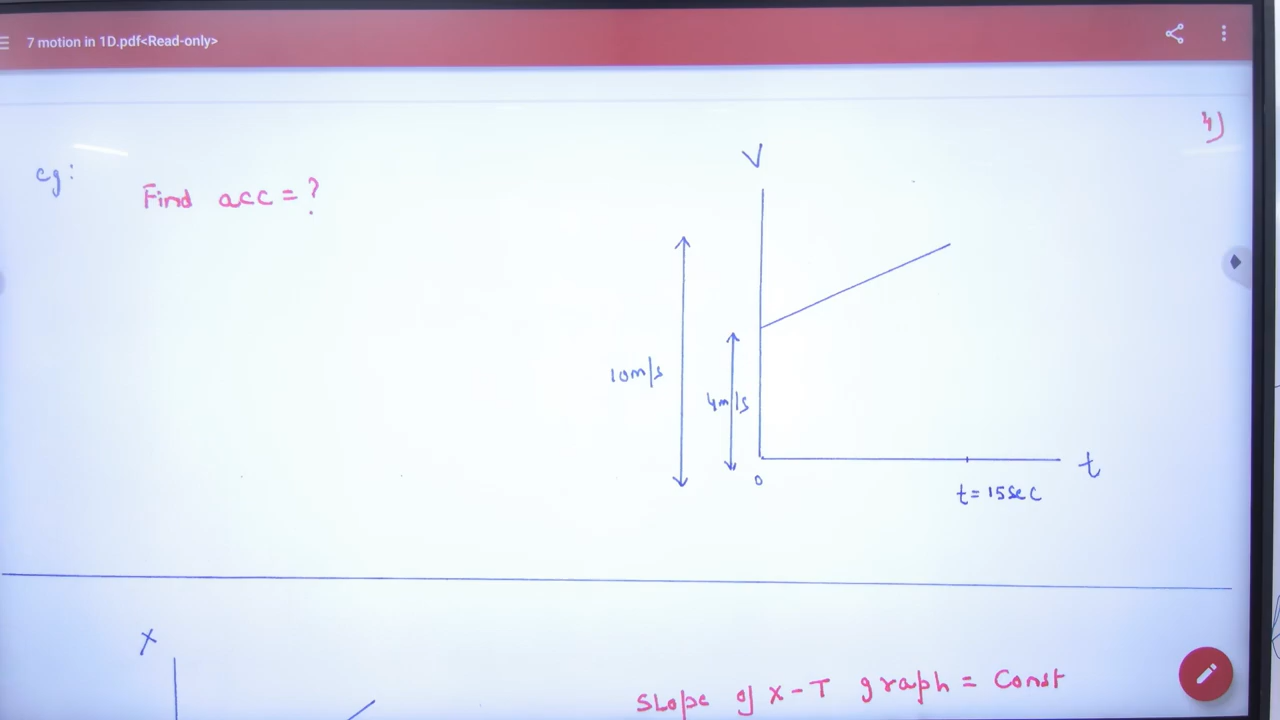 7 motion in 1D.pdf<Read-only>
4)
eg:
Find acc = ?
V
10m/s
4m/s
0
t
t = 15sec
X
Slope of X-T graph = Const